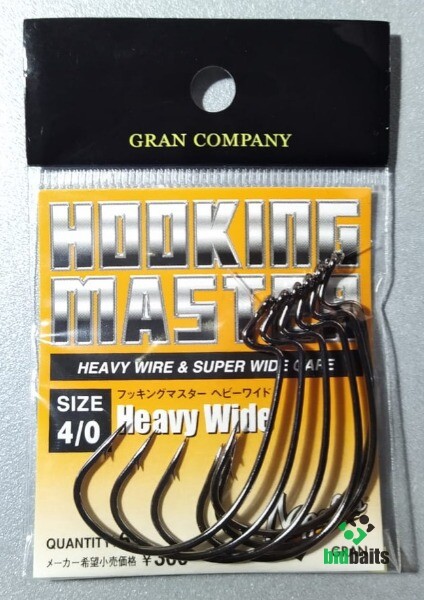 GRAN COMPANY
HOOKING
MASTER
HEAVY WIRE & SUPER WIDE GAPE
SIZE
4/0
フッキングマスター ヘビーワイド
Heavy Wide
QUANTITY
メーカー希望小売価格
GRAN
bidbaits